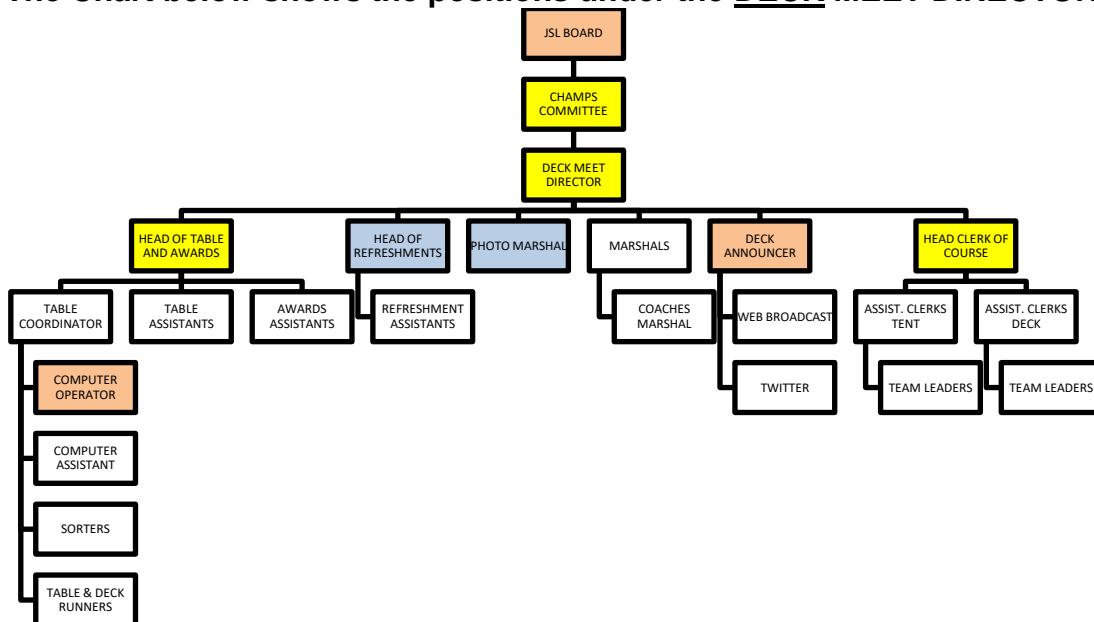 The Chart below shows the positions under the DECK MEET DIRECTOR
JSL BOARD
CHAMPS
COMMITTEE
DECK MEET
DIRECTOR
HEAD OF TABLE
AND AWARDS
HEAD OF
REFRESHMENTS
PHOTO MARSHAL
MARSHALS
DECK
ANNOUNCER
HEAD CLERK OF
COURSE
TABLE
COORDINATOR
TABLE
ASSISTANTS
AWARDS
ASSISTANTS
REFRESHMENT
ASSISTANTS
COACHES
MARSHAL
WEB BROADCAST
ASSIST. CLERKS
TENT
ASSIST. CLERKS
DECK
COMPUTER
OPERATOR
TWITTER
TEAM LEADERS
TEAM LEADERS
COMPUTER
ASSISTANT
SORTERS
TABLE & DECK
RUNNERS